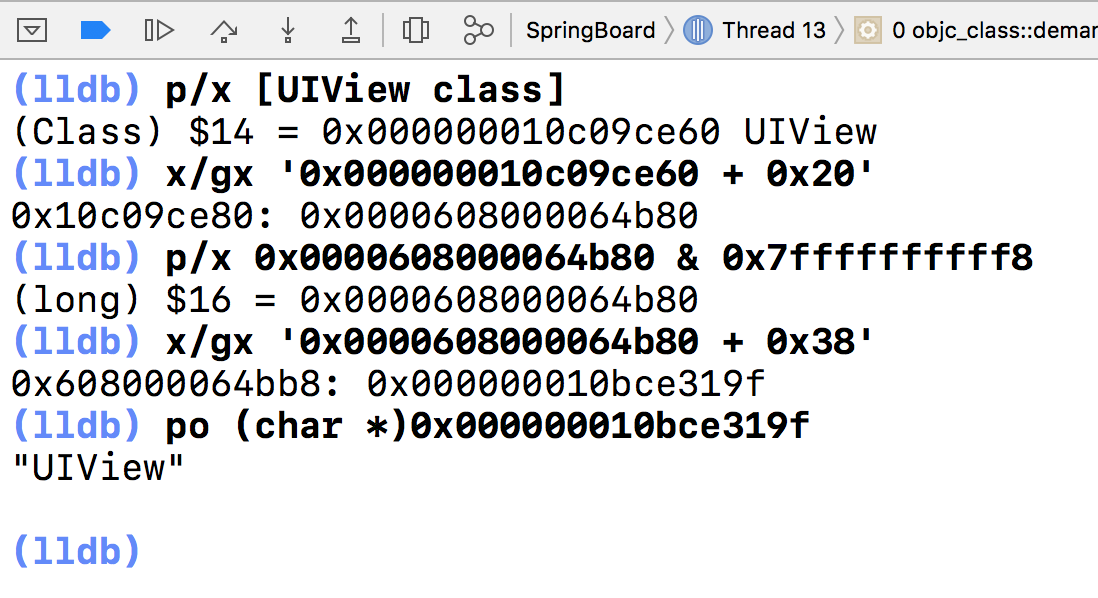 SpringBoard Thread 13 0 objc_class::demar
(lldb) p/x [UIView class]
(Class) $14 = 0x000000010c09ce60 UIView
(lldb) x/gx '0x000000010c09ce60 + 0x20'
0x10c09ce80: 0x0000608000064b80
(lldb) p/x 0x0000608000064b80 & 0x7ffffffffff8
(long) $16 = 0x0000608000064b80
(lldb) x/gx '0x0000608000064b80 + 0x38'
0x608000064bb8: 0x000000010bce319f
(lldb) po (char *)0x000000010bce319f
"UIView"
(lldb)